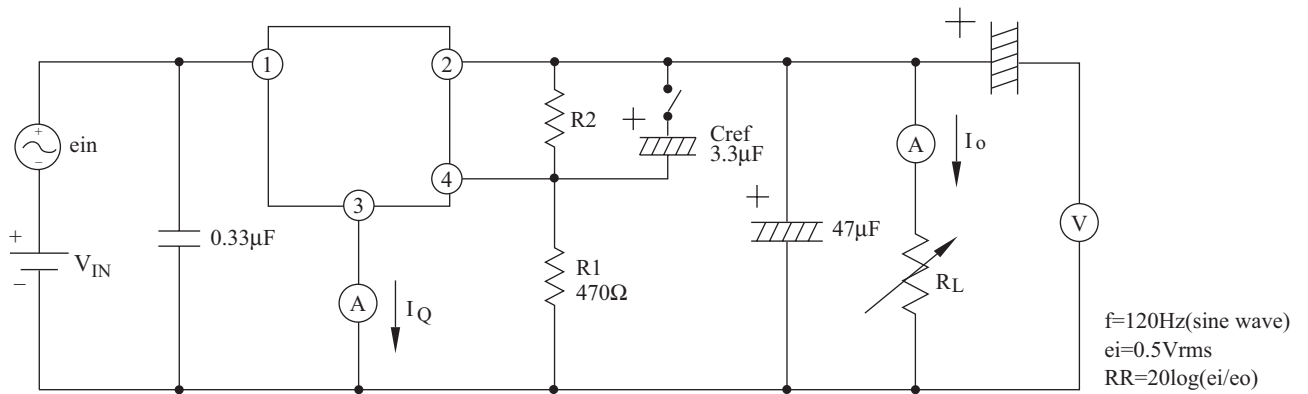 +
1
2
R2
+
Cref
3.3μF
A
Io
+
−
ein
4
3
+
V
+
VIN
−
0.33μF
A
IQ
R1
470Ω
47μF
RL
f=120Hz(sine wave)
ei=0.5Vrms
RR=20log(ei/eo)